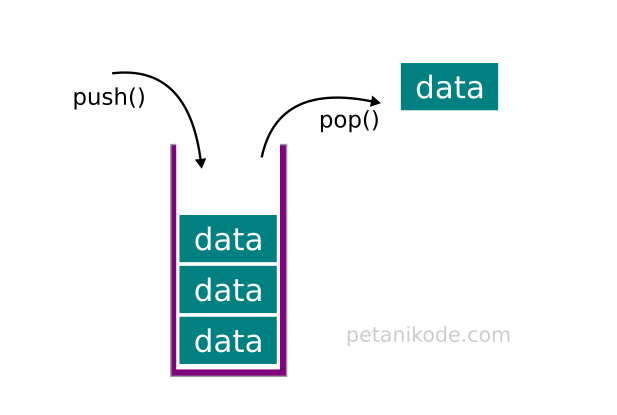 data
push()
pop()
data
data
data
petanikode.com